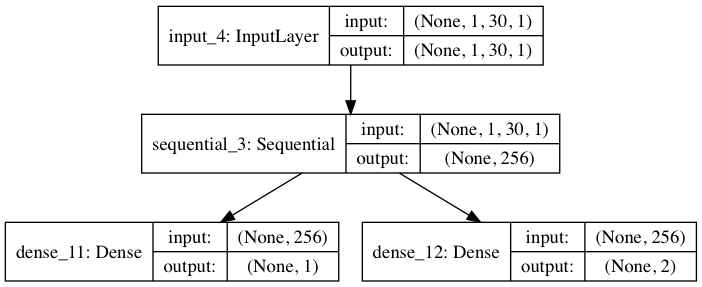 input_4: InputLayer
input: (None, 1, 30, 1)
output: (None, 1, 30, 1)
sequential_3: Sequential
input: (None, 1, 30, 1)
output: (None, 256)
dense_11: Dense
input: (None, 256)
output: (None, 1)
dense_12: Dense
input: (None, 256)
output: (None, 2)